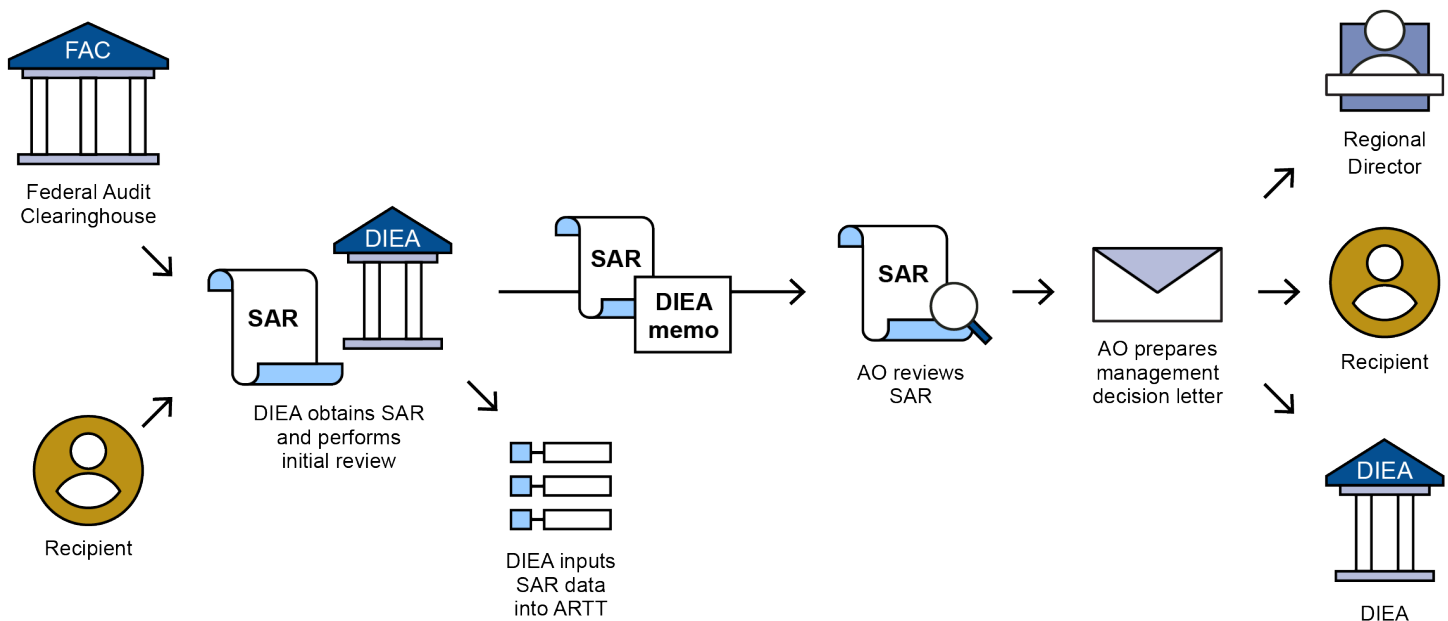 FAC
Federal Audit
Clearinghouse
Recipient
SAR
DIEA
DIEA obtains SAR
and performs
initial review
DIEA inputs
SAR data
into ARTT
SAR
DIEA
memo
SAR
AO reviews
SAR
AO prepares
management
decision letter
Regional
Director
Recipient
DIEA
DIEA